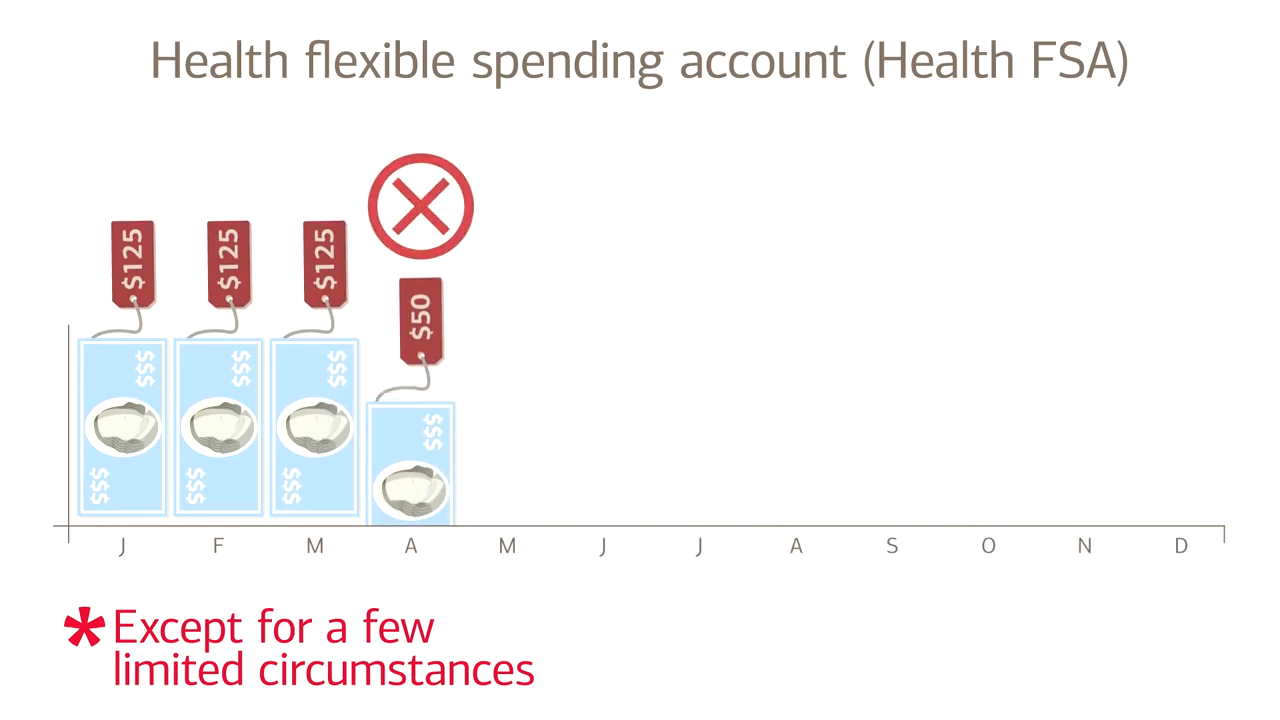 Health flexible spending account (Health FSA)
$125 $125 $125 $50
$$$ $$$ $$$ $$$
$$$ $$$ $$$
J F M A M J J A S O N D
* Except for a few
limited circumstances